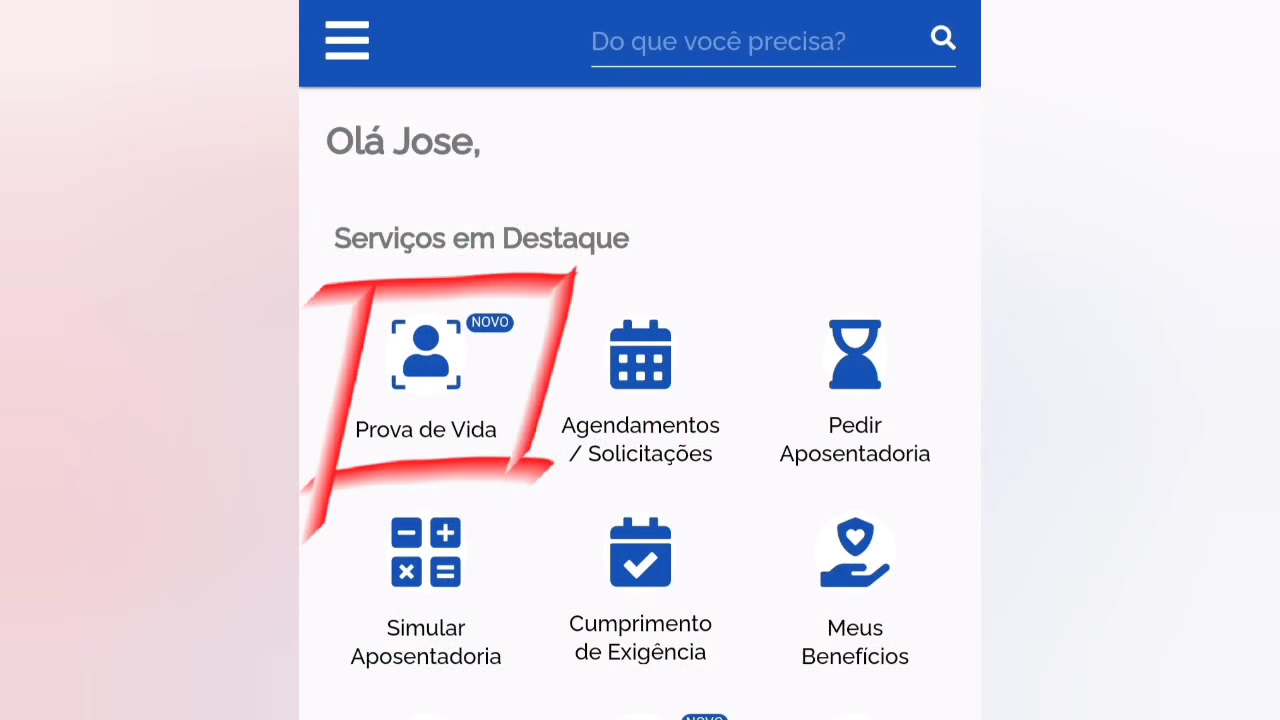 Do que você precisa?
Olá Jose,
Serviços em Destaque
NOVO
Prova de Vida
Agendamentos
/ Solicitações
Pedir
Aposentadoria
Simular
Aposentadoria
Cumprimento
de Exigência
Meus
Benefícios
NOVO